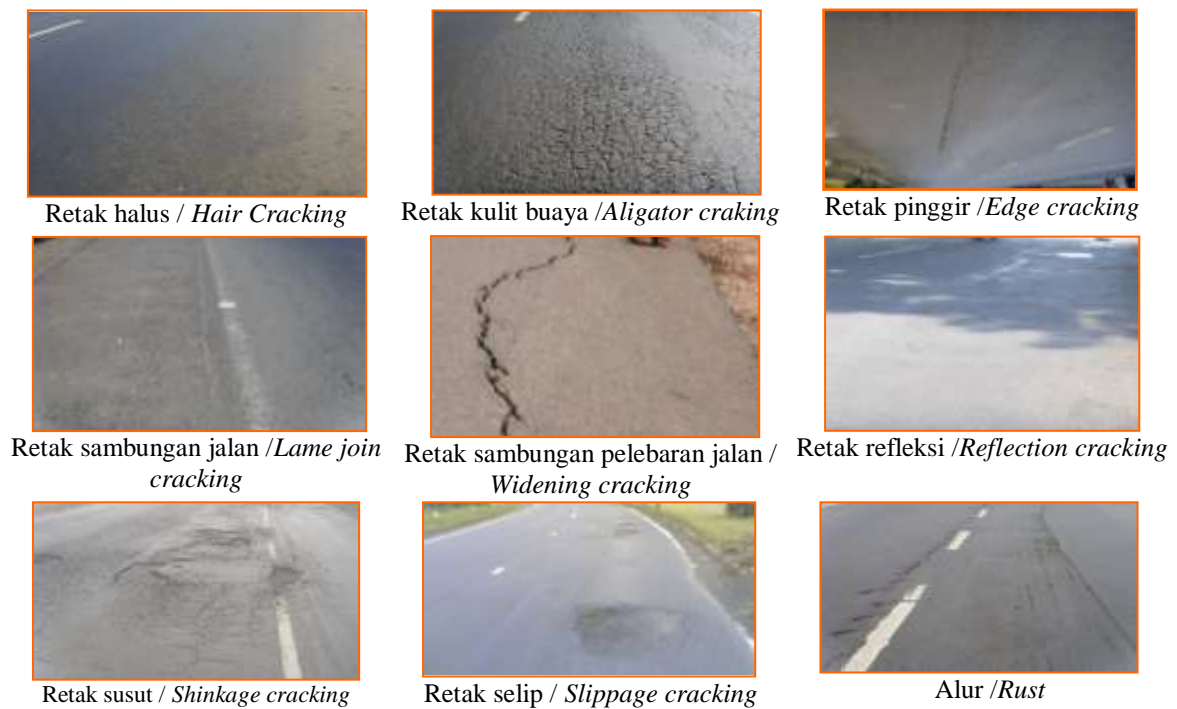 Retak halus / Hair Cracking
Retak kulit buaya /Aligator craking
Retak pinggir /Edge cracking
Retak sambungan jalan /Lame join
cracking
Retak sambungan pelebaran jalan /
Widening cracking
Retak refleksi /Reflection cracking
Retak susut / Shinkage cracking
Retak selip / Slippage cracking
Alur /Rust